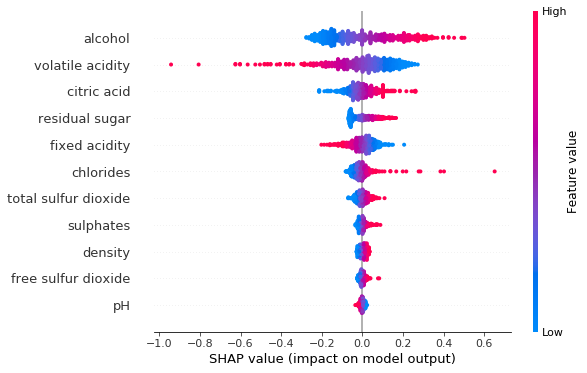 High
alcohol
volatile acidity
citric acid
residual sugar
fixed acidity
chlorides
total sulfur dioxide
sulphates
density
free sulfur dioxide
pH
Feature value
Low
−1.0 −0.8 −0.6 −0.4 −0.2 0.0 0.2 0.4 0.6
SHAP value (impact on model output)